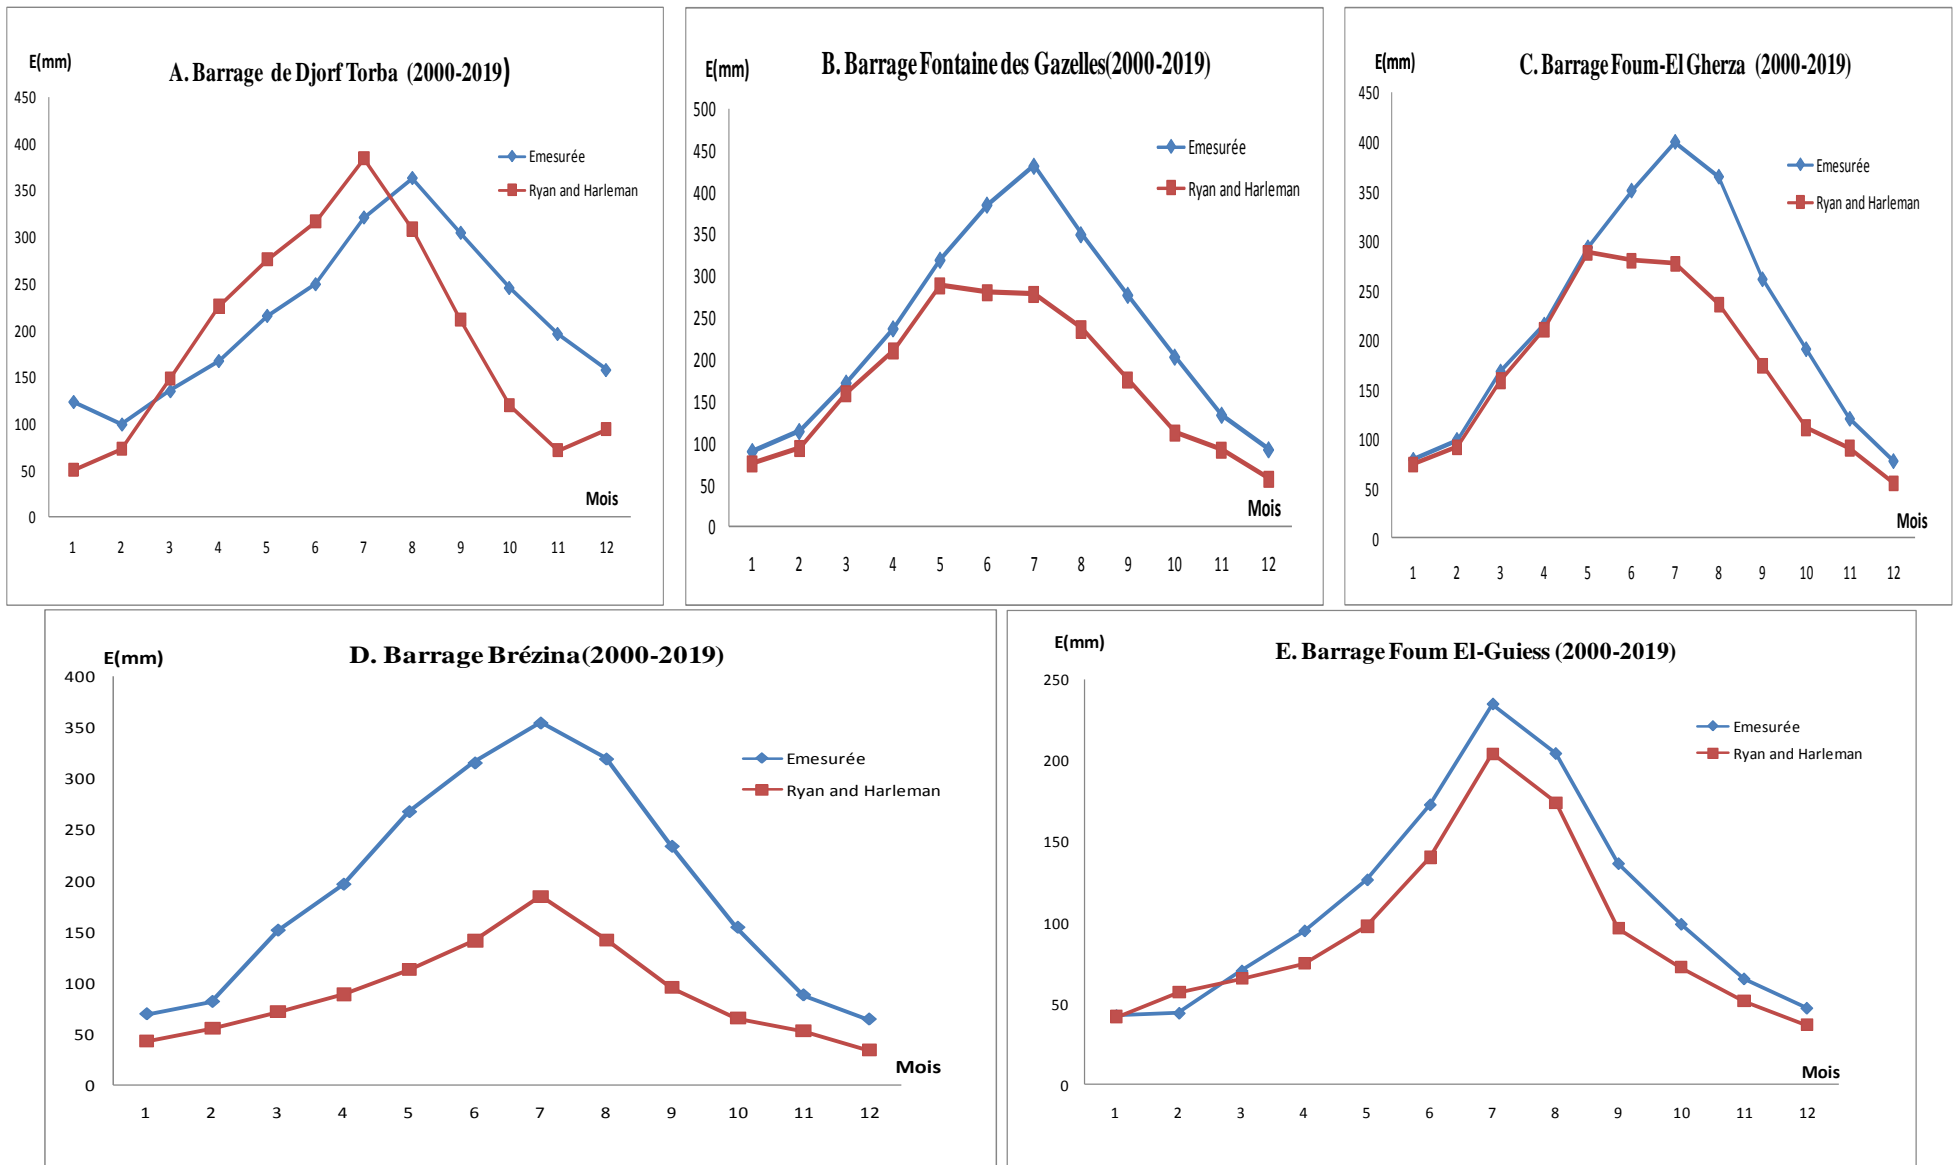 A. Barrage de Djorf Torba (2000-2019)
E(mm)
450
400
350
300
250
200
150
100
50
0
Emesurée
Ryan and Harleman
Mois
1 2 3 4 5 6 7 8 9 10 11 12
B. Barrage Fontaine des Gazelles(2000-2019)
E(mm)
500
450
400
350
300
250
200
150
100
50
0
Emesurée
Ryan and Harleman
Mois
1 2 3 4 5 6 7 8 9 10 11 12
C. Barrage Foum-El Gherza (2000-2019)
E(mm)
450
400
350
300
250
200
150
100
50
0
Emesurée
Ryan and Harleman
Mois
1 2 3 4 5 6 7 8 9 10 11 12
D. Barrage Brézina(2000-2019)
E(mm)
400
350
300
250
200
150
100
50
0
Emesurée
Ryan and Harleman
Mois
1 2 3 4 5 6 7 8 9 10 11 12
E. Barrage Foum El-Guiess (2000-2019)
E(mm)
250
200
150
100
50
0
Emesurée
Ryan and Harleman
Mois
1 2 3 4 5 6 7 8 9 10 11 12